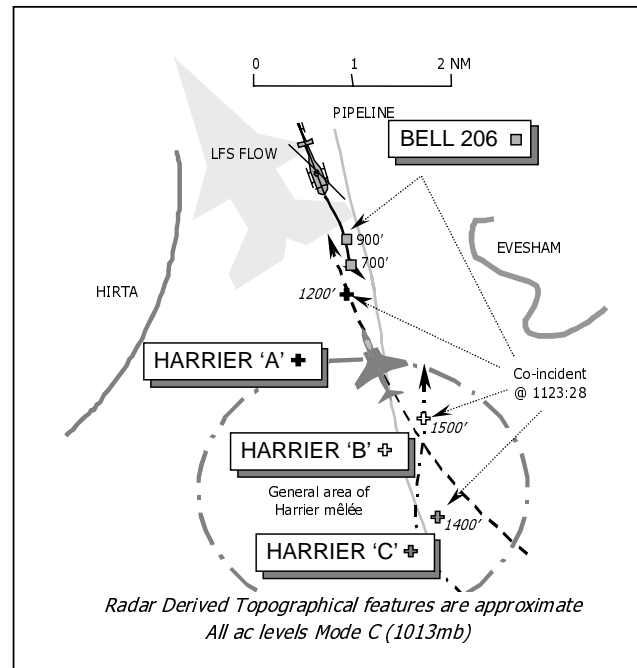 0 1 2 NM
PIPELINE
BELL 206
LFS FLOW
900'
EVESHAM
700'
HIRTA
1200'
HARRIER 'A'
Co-incident
@ 1123:28
1500'
HARRIER 'B'
General area of
Harrier mêlée
1400'
HARRIER 'C'
Radar Derived Topographical features are approximate
All ac levels Mode C (1013mb)